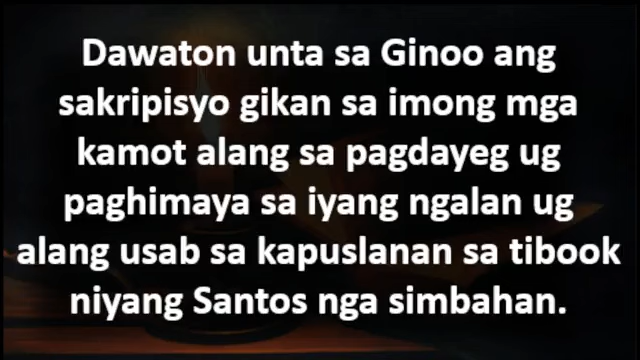 Dawaton unta sa Ginoo ang
sakripisyo gikan sa imong mga
kamot alang sa pagdayeg ug
paghimaya sa iyang ngalan ug
alang usab sa kapuslanan sa tibook
niyang Santos nga simbahan.